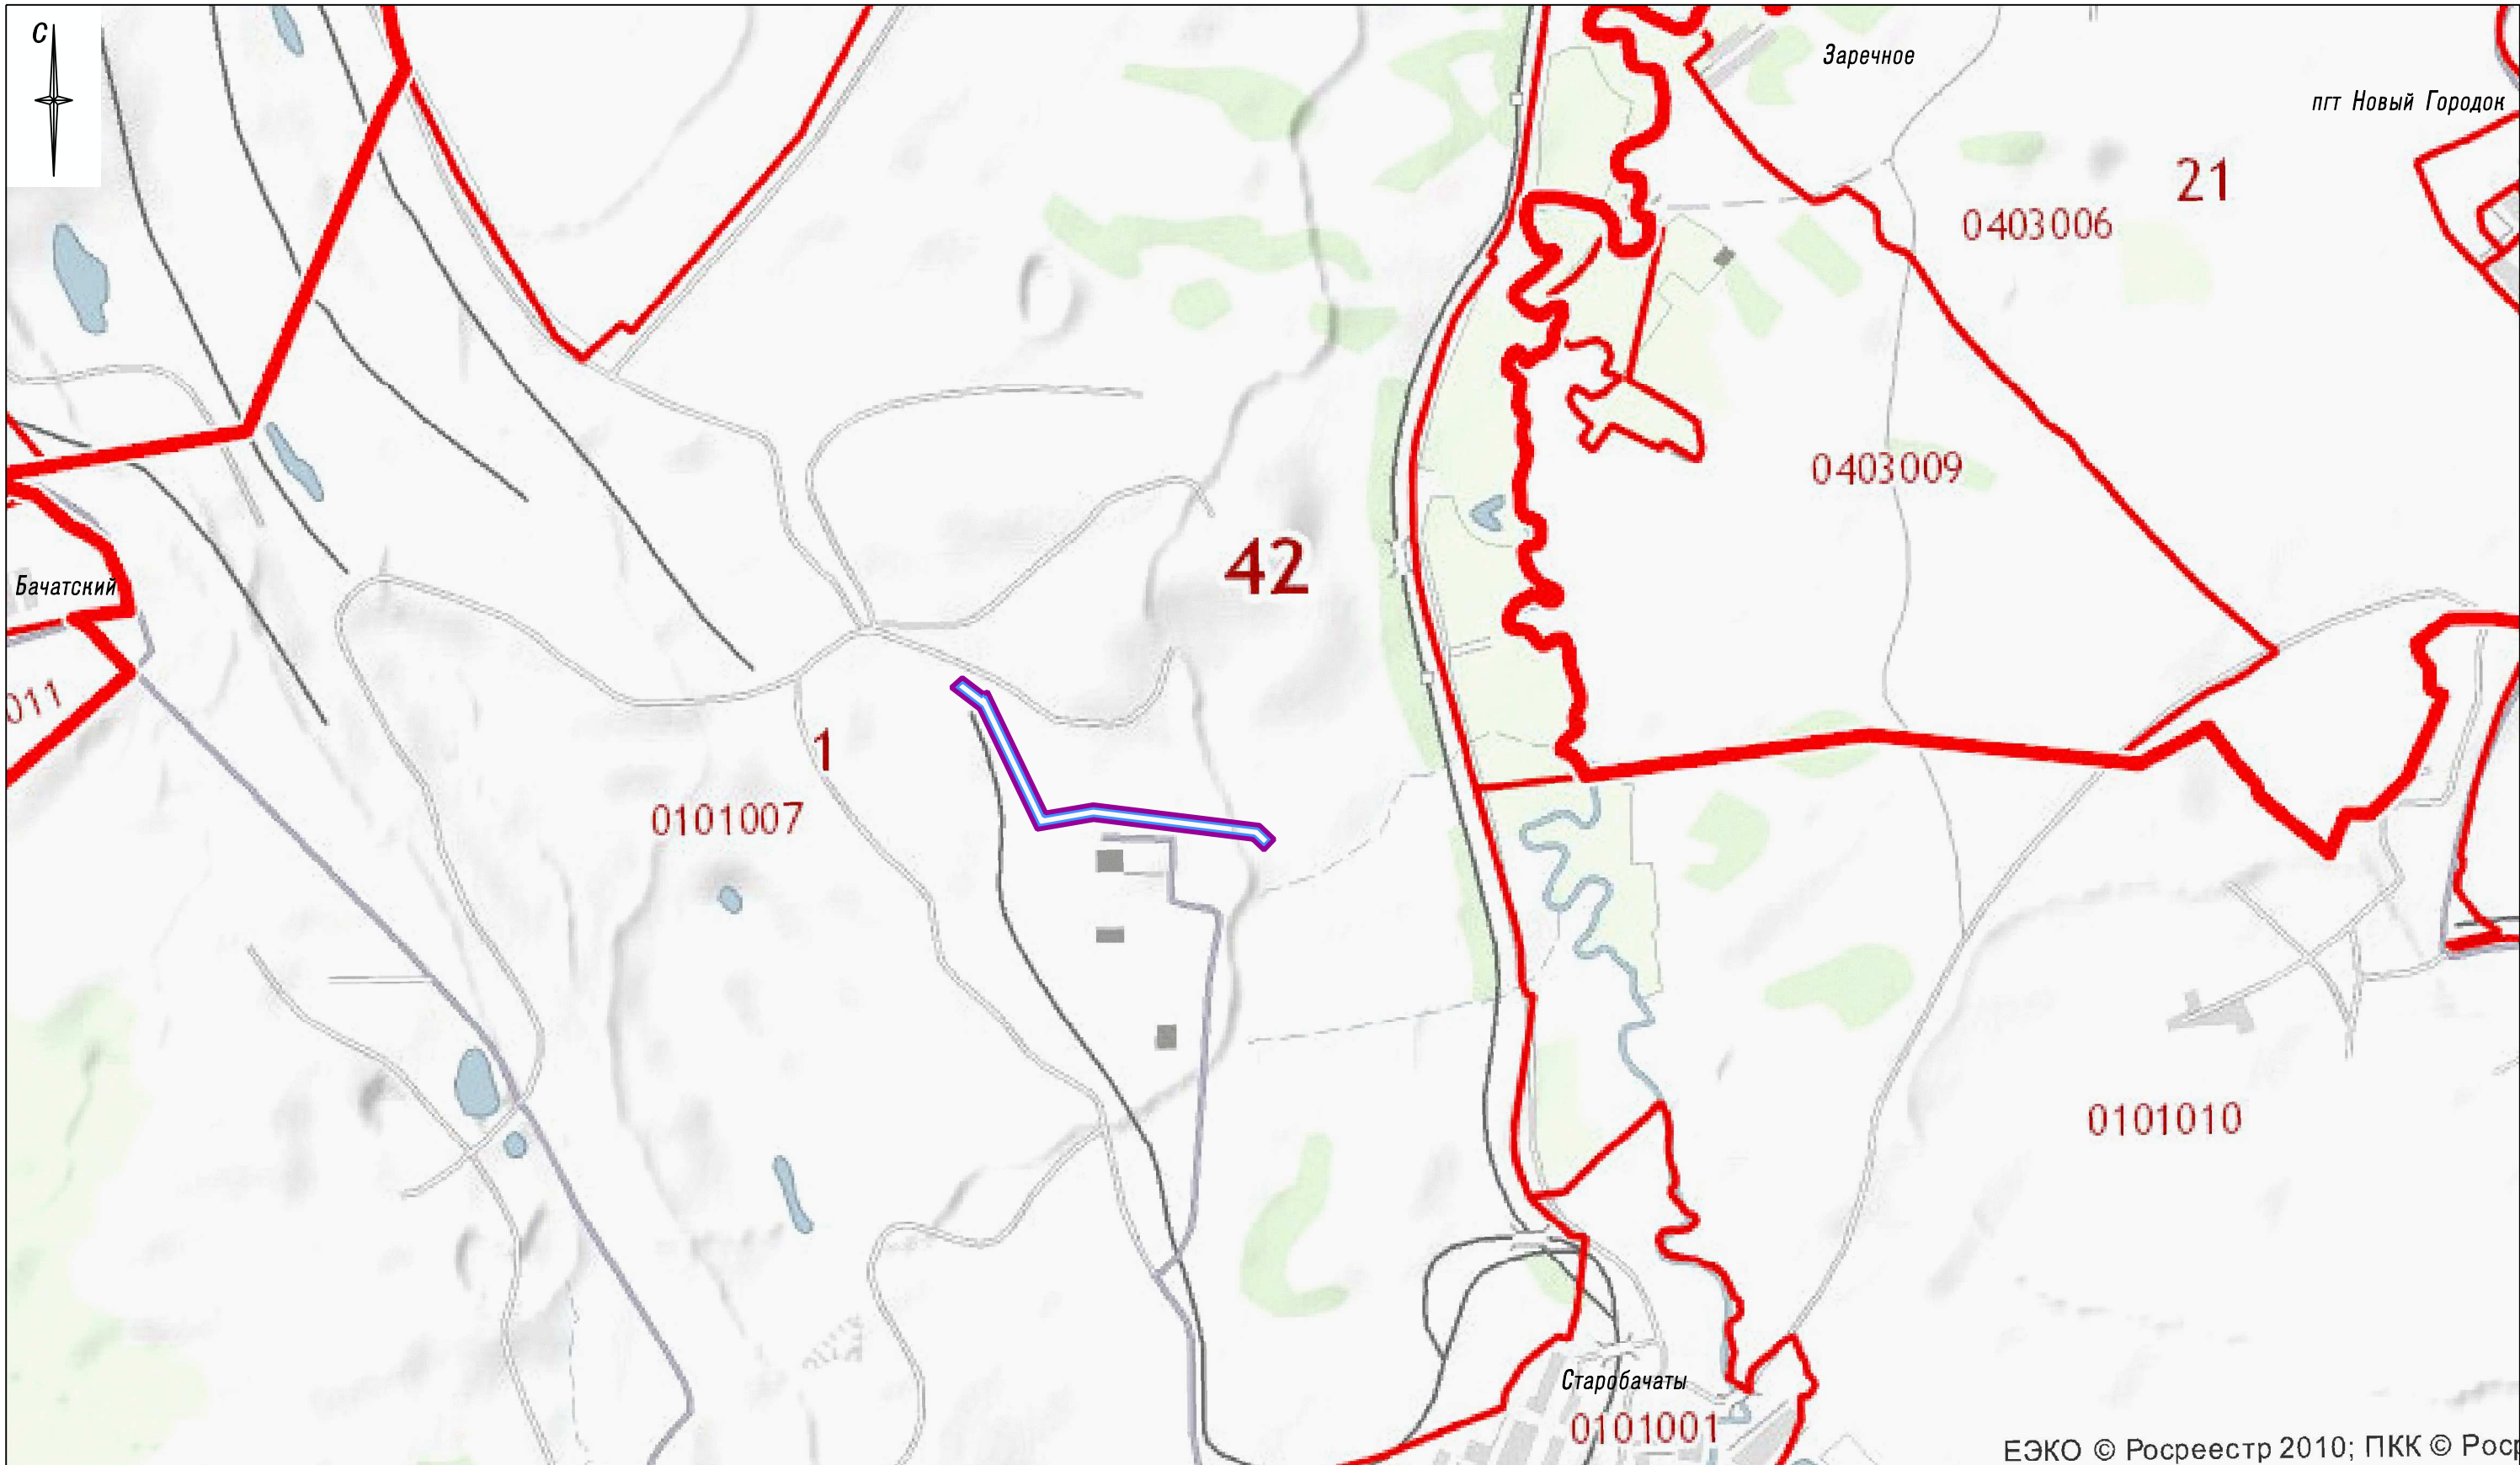 С
Заречное
пгт Новый Городок
21
0403006
0403009
42
Бачатский
011
1
0101007
0101010
Старобачаты
0101001
ЕЭКО © Росреестр 2010; ПКК © Роср